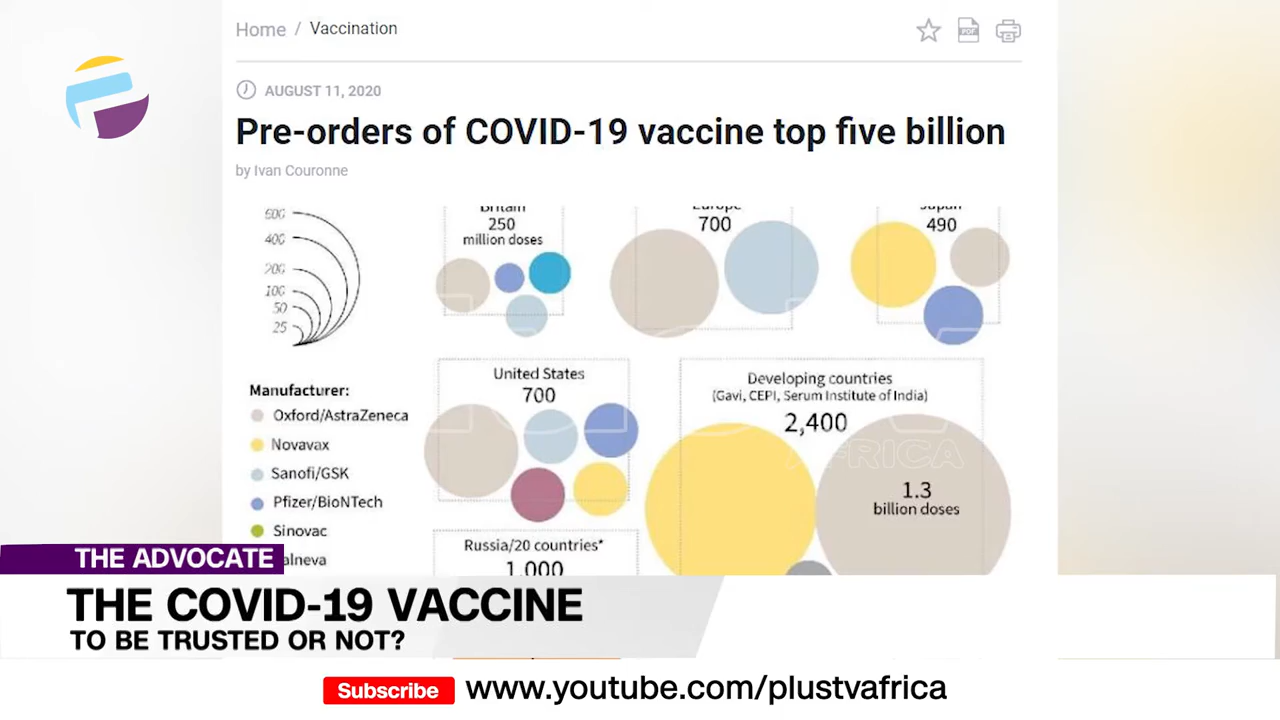 Home / Vaccination
AUGUST 11, 2020
Pre-orders of COVID-19 vaccine top five billion
by Ivan Couronne
600
400
200
100
50
25
Britain
250
million doses
Europe
700
Japan
490
United States
700
Developing countries
(Gavi, CEPI, Serum Institute of India)
2,400
1.3
billion doses
Manufacturer:
Oxford/AstraZeneca
Novavax
Sanofi/GSK
Pfizer/BioNTech
Sinovac
alneva
Russia/20 countries*
1,000
AFRICA
THE ADVOCATE
THE COVID-19 VACCINE
TO BE TRUSTED OR NOT?
Subscribe www.youtube.com/plustvafrica